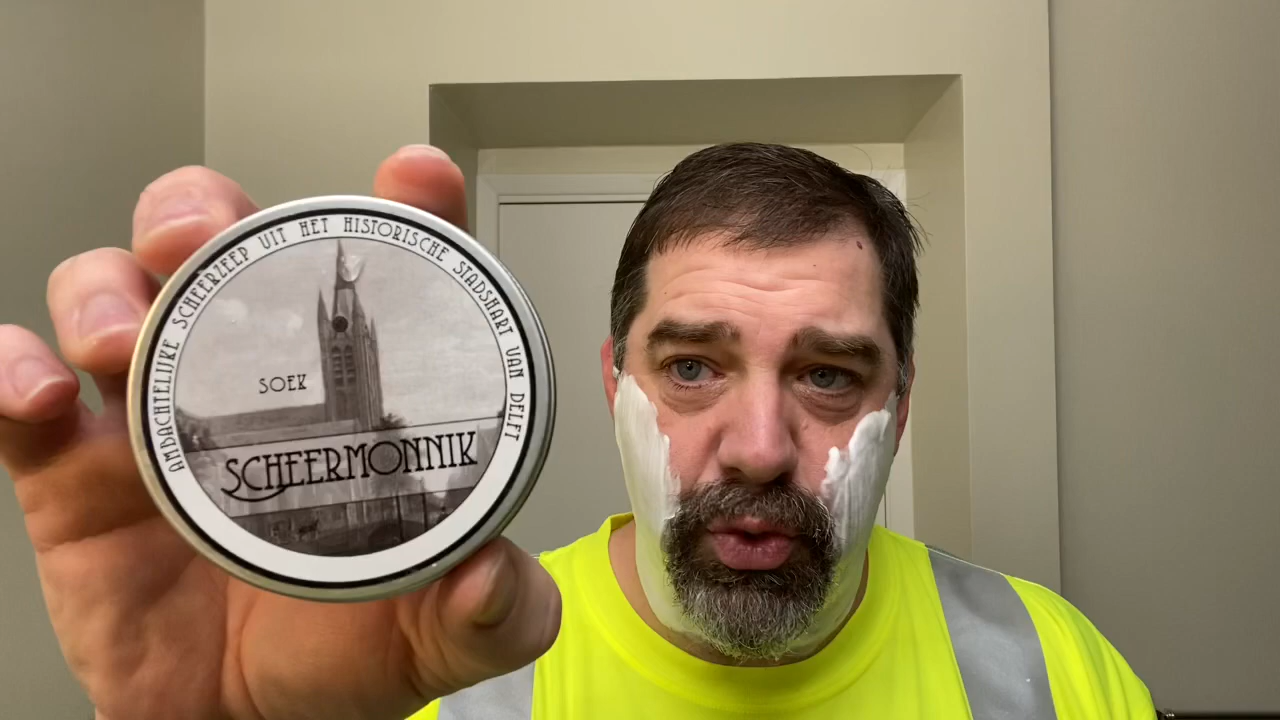 AMBACHTELIJKE SCHEERZEEP UIT HET HISTORISCHE STADSHART VAN DELFT
SOEK
SCHEERMONNIK